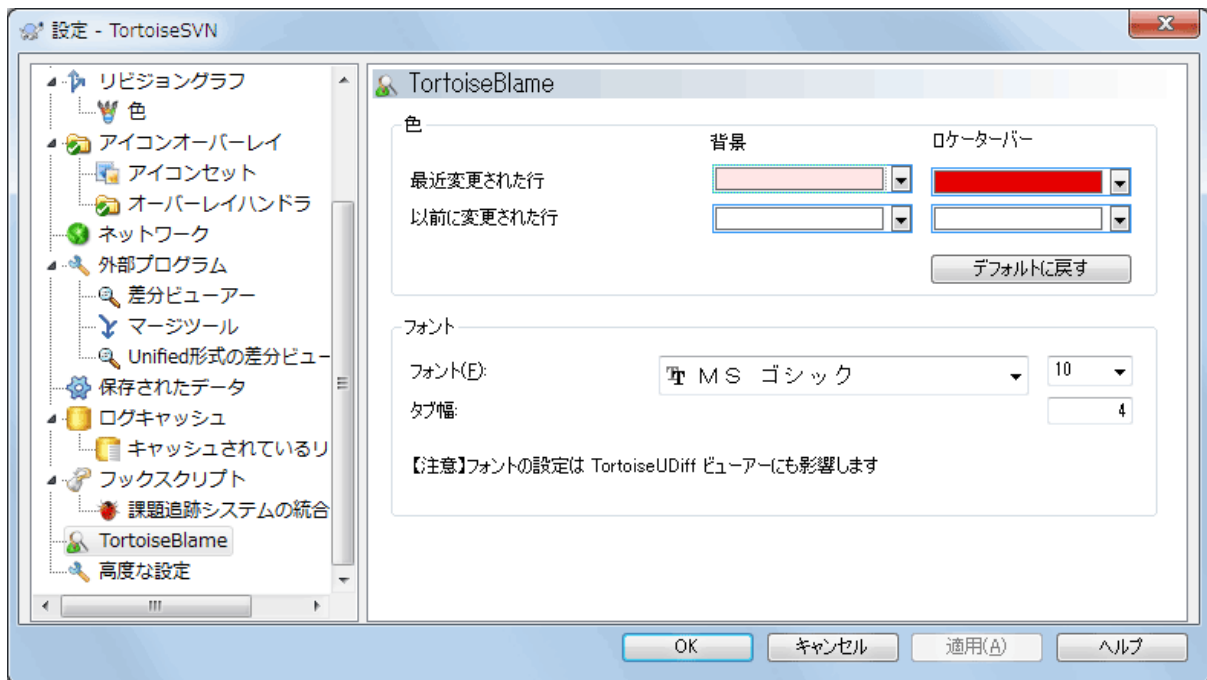 設定 - TortoiseSVN
リビジョングラフ
色
アイコンオーバーレイ
アイコンセット
オーバーレイハンドラ
ネットワーク
外部プログラム
差分ビューアー
マージツール
Unified形式の差分ビュー
保存されたデータ
ログキャッシュ
キャッシュされているリ
フックスクリプト
課題追跡システムの統合
TortoiseBlame
高度な設定
TortoiseBlame
色
背景 ロケーターバー
最近変更された行
以前に変更された行
デフォルトに戻す
フォント
フォント(F): MS ゴシック 10
タブ幅: 4
【注意】フォントの設定は TortoiseUDiff ビューアーにも影響します
OK キャンセル 適用(A) ヘルプ